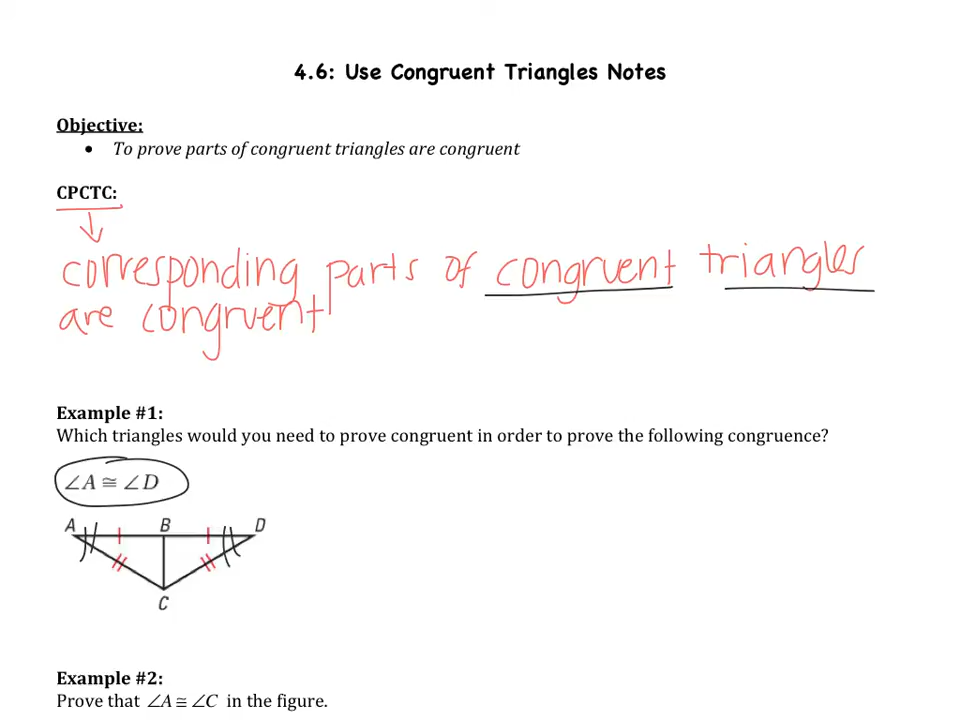 4.6: Use Congruent Triangles Notes
Objective:
• To prove parts of congruent triangles are congruent
CPCTC:
corresponding parts of congruent triangles
are congruent
Example #1:
Which triangles would you need to prove congruent in order to prove the following congruence?
∠A ≅ ∠D
A B D
C
Example #2:
Prove that ∠A ≅ ∠C in the figure.